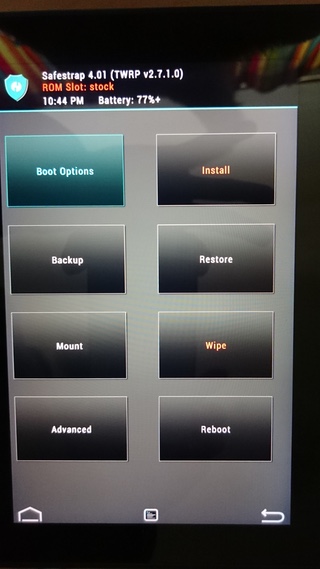 Safestrap 4.01 (TWRP v2.7.1.0)
ROM Slot: stock
10:44 PM Battery: 77%+
Boot Options
Install
Backup
Restore
Mount
Wipe
Advanced
Reboot